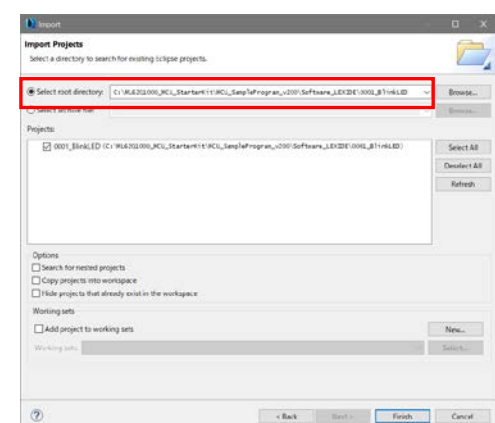 Import
Import Projects
Select a directory to search for existing Eclipse projects.
Select root directory: C:\ML62Q1000_MCU_StarterKit\MCU_SampleProgram_v200\Software_LEXIDE\0001_BlinkLED Browse...
Select archive file: Browse...
Projects:
0001_BlinkLED (C:\ML62Q1000_MCU_StarterKit\MCU_SampleProgram_v200\Software_LEXIDE\0001_BlinkLED)
Select All
Deselect All
Refresh
Options
Search for nested projects
Copy projects into workspace
Hide projects that already exist in the workspace
Working sets
Add project to working sets New...
Working sets: Select...
< Back Next > Finish Cancel